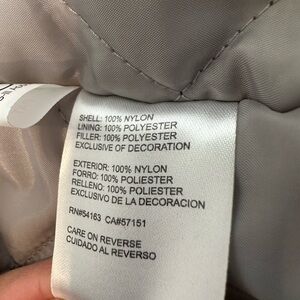 SHELL: 100% NYLON
LINING: 100% POLYESTER
FILLER: 100% POLYESTER
EXCLUSIVE OF DECORATION
EXTERIOR: 100% NYLON
FORRO: 100% POLIESTER
RELLENO: 100% POLIESTER
EXCLUSIVO DE LA DECORACION
RN#54163 CA#57151
CARE ON REVERSE
CUIDADO AL REVERSO